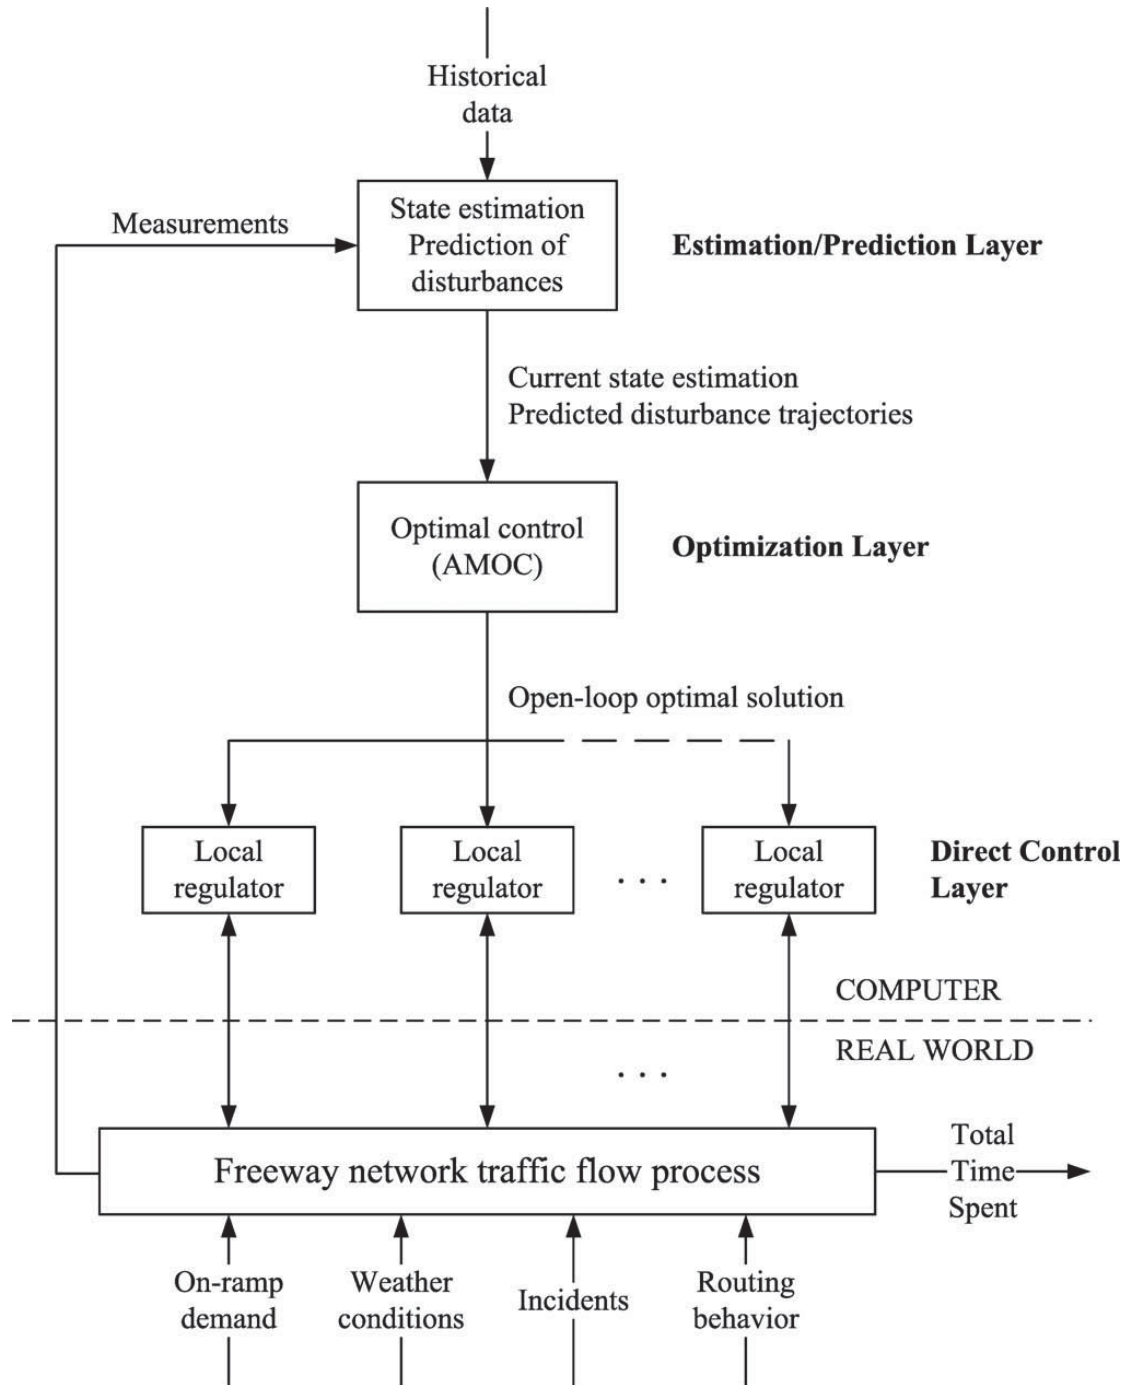 Historical
data
Measurements
State estimation
Prediction of
disturbances
Estimation/Prediction Layer
Current state estimation
Predicted disturbance trajectories
Optimal control
(AMOC)
Optimization Layer
Open-loop optimal solution
Local
regulator
Local
regulator
. . .
Local
regulator
Direct Control
Layer
COMPUTER
REAL WORLD
. . .
Freeway network traffic flow process
Total
Time
Spent
On-ramp
demand
Weather
conditions
Incidents
Routing
behavior